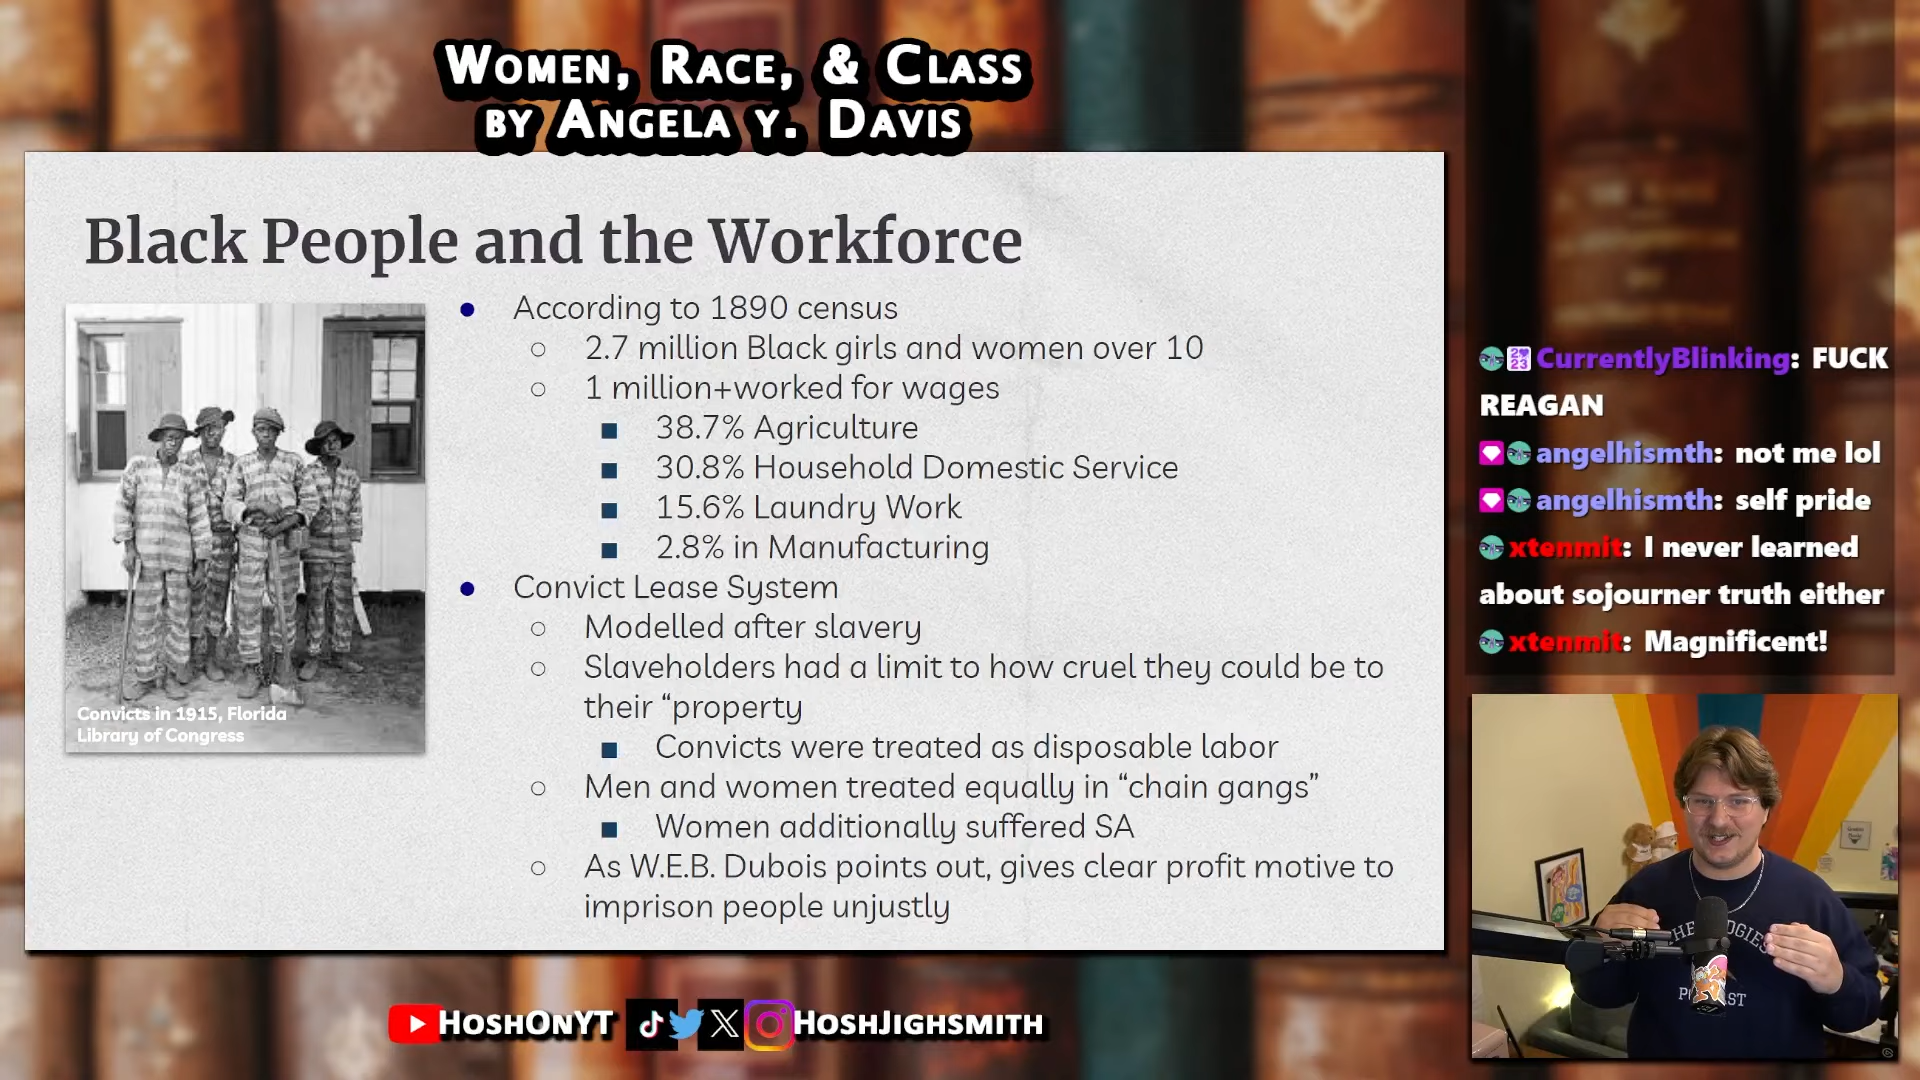 WOMEN, RACE, & CLASS
BY ANGELA Y. DAVIS
Black People and the Workforce
● According to 1890 census
○ 2.7 million Black girls and women over 10
○ 1 million+worked for wages
■ 38.7% Agriculture
■ 30.8% Household Domestic Service
■ 15.6% Laundry Work
■ 2.8% in Manufacturing
● Convict Lease System
○ Modelled after slavery
○ Slaveholders had a limit to how cruel they could be to
their “property
■ Convicts were treated as disposable labor
○ Men and women treated equally in “chain gangs”
■ Women additionally suffered SA
○ As W.E.B. Dubois points out, gives clear profit motive to
imprison people unjustly
Convicts in 1915, Florida
Library of Congress
CurrentlyBlinking: FUCK
REAGAN
angelhismth: not me lol
angelhismth: self pride
xtenmit: I never learned
about sojourner truth either
xtenmit: Magnificent!
HOSHONYT
HOSHJIGHSMITH